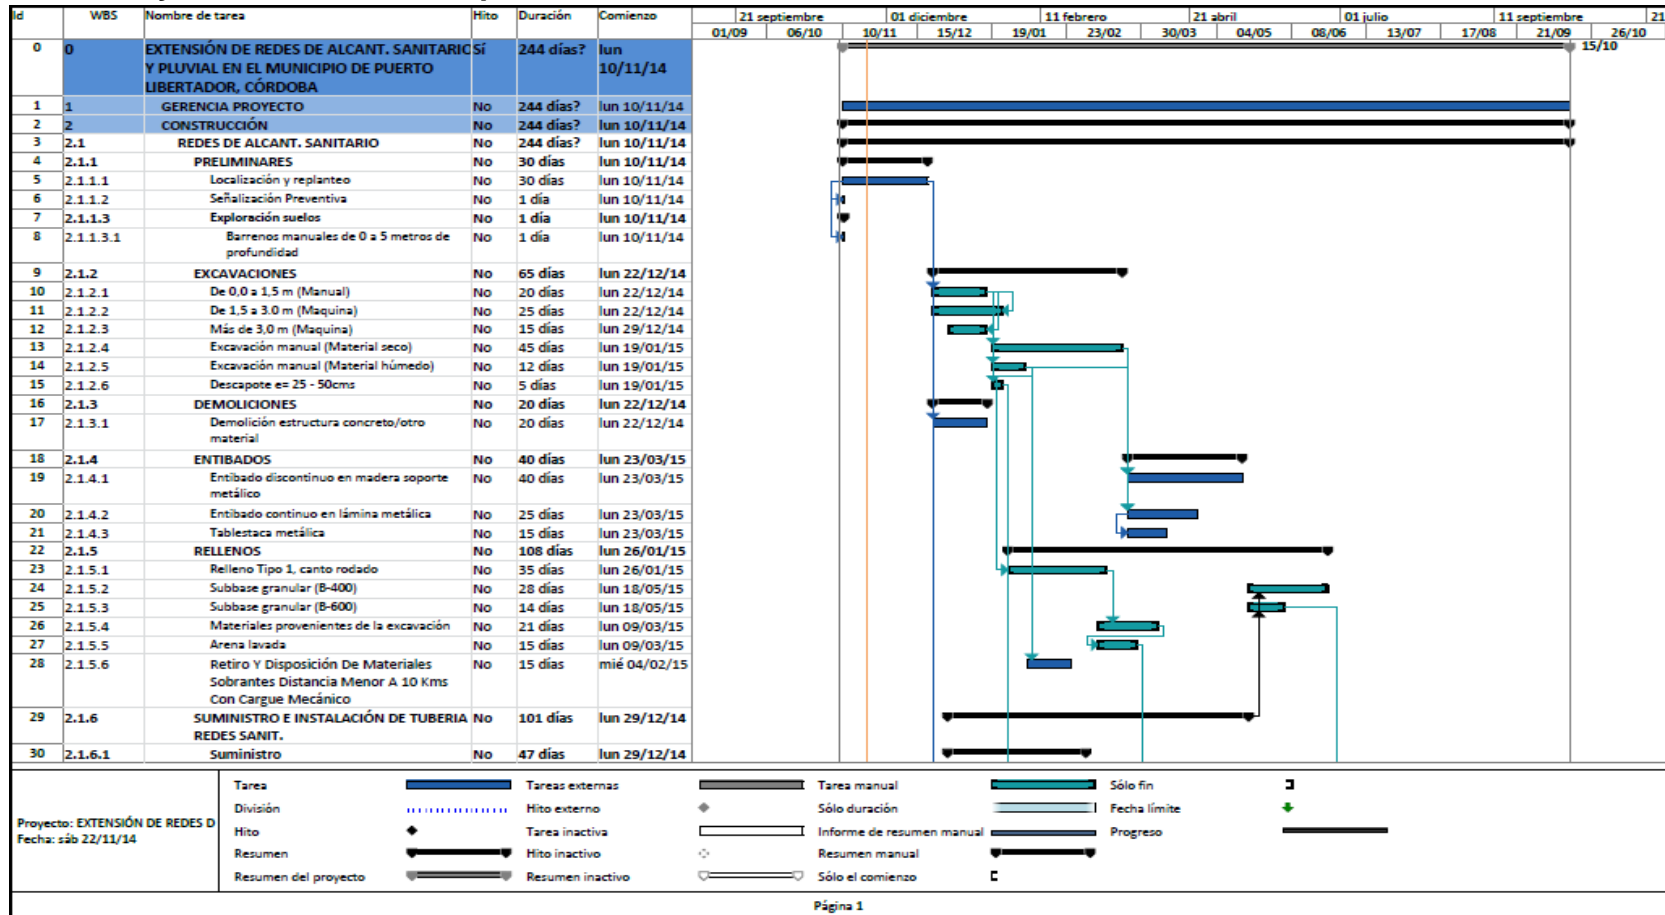 Id WBS Nombre de tarea Hito Duración Comienzo 21 septiembre 01 diciembre 11 febrero 21 abril 01 julio 11 septiembre 21
01/09 06/10 10/11 15/12 19/01 23/02 30/03 04/05 08/06 13/07 17/08 21/09 26/10
0 0 EXTENSIÓN DE REDES DE ALCANT. SANITARIO Sí 244 días? lun 15/10
Y PLUVIAL EN EL MUNICIPIO DE PUERTO 10/11/14
LIBERTADOR, CÓRDOBA
1 1 GERENCIA PROYECTO No 244 días? lun 10/11/14
2 2 CONSTRUCCIÓN No 244 días? lun 10/11/14
3 2.1 REDES DE ALCANT. SANITARIO No 244 días? lun 10/11/14
4 2.1.1 PRELIMINARES No 30 días lun 10/11/14
5 2.1.1.1 Localización y replanteo No 30 días lun 10/11/14
6 2.1.1.2 Señalización Preventiva No 1 día lun 10/11/14
7 2.1.1.3 Exploración suelos No 1 día lun 10/11/14
8 2.1.1.3.1 Barrenos manuales de 0 a 5 metros de No 1 día lun 10/11/14
profundidad
9 2.1.2 EXCAVACIONES No 65 días lun 22/12/14
10 2.1.2.1 De 0,0 a 1,5 m (Manual) No 20 días lun 22/12/14
11 2.1.2.2 De 1,5 a 3.0 m (Maquina) No 25 días lun 22/12/14
12 2.1.2.3 Más de 3,0 m (Maquina) No 15 días lun 29/12/14
13 2.1.2.4 Excavación manual (Material seco) No 45 días lun 19/01/15
14 2.1.2.5 Excavación manual (Material húmedo) No 12 días lun 19/01/15
15 2.1.2.6 Descapote e= 25 - 50cms No 5 días lun 19/01/15
16 2.1.3 DEMOLICIONES No 20 días lun 22/12/14
17 2.1.3.1 Demolición estructura concreto/otro No 20 días lun 22/12/14
material
18 2.1.4 ENTIBADOS No 40 días lun 23/03/15
19 2.1.4.1 Entibado discontinuo en madera soporte No 40 días lun 23/03/15
metálico
20 2.1.4.2 Entibado continuo en lámina metálica No 25 días lun 23/03/15
21 2.1.4.3 Tablestaca metálica No 15 días lun 23/03/15
22 2.1.5 RELLENOS No 108 días lun 26/01/15
23 2.1.5.1 Relleno Tipo 1, canto rodado No 35 días lun 26/01/15
24 2.1.5.2 Subbase granular (B-400) No 28 días lun 18/05/15
25 2.1.5.3 Subbase granular (B-600) No 14 días lun 18/05/15
26 2.1.5.4 Materiales provenientes de la excavación No 21 días lun 09/03/15
27 2.1.5.5 Arena lavada No 15 días lun 09/03/15
28 2.1.5.6 Retiro Y Disposición De Materiales No 15 días mié 04/02/15
Sobrantes Distancia Menor A 10 Kms
Con Cargue Mecánico
29 2.1.6 SUMINISTRO E INSTALACIÓN DE TUBERIA No 101 días lun 29/12/14
REDES SANIT.
30 2.1.6.1 Suministro No 47 días lun 29/12/14
Proyecto: EXTENSIÓN DE REDES D
Fecha: sáb 22/11/14
Tarea Tareas externas Tarea manual Sólo fin
División Hito externo Sólo duración Fecha límite
Hito Tarea inactiva Informe de resumen manual Progreso
Resumen Hito inactivo Resumen manual
Resumen del proyecto Resumen inactivo Sólo el comienzo
Página 1